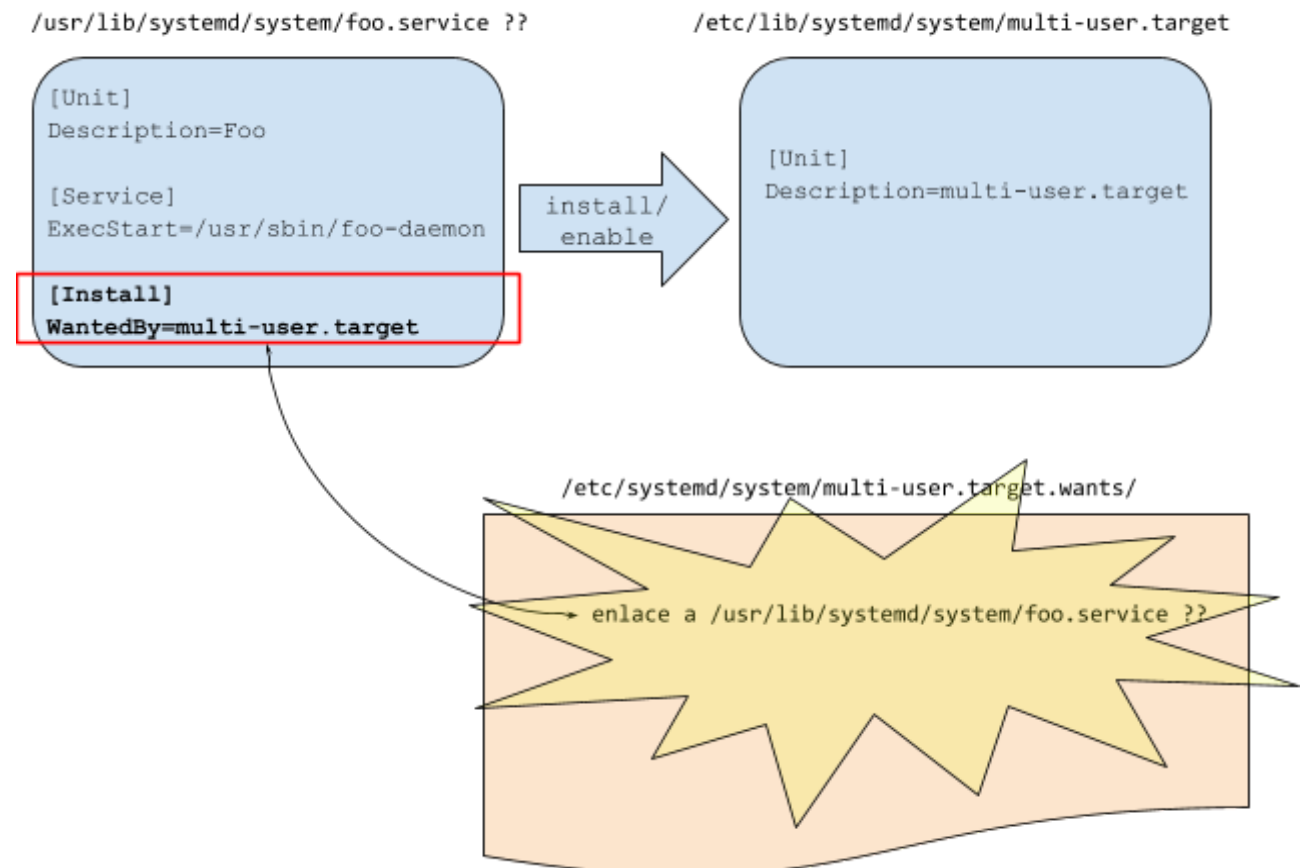 /usr/lib/systemd/system/foo.service ??
/etc/lib/systemd/system/multi-user.target
[Unit]
Description=Foo
[Service]
ExecStart=/usr/sbin/foo-daemon
[Install]
WantedBy=multi-user.target
install/
enable
[Unit]
Description=multi-user.target
/etc/systemd/system/multi-user.target.wants/
enlace a /usr/lib/systemd/system/foo.service ??